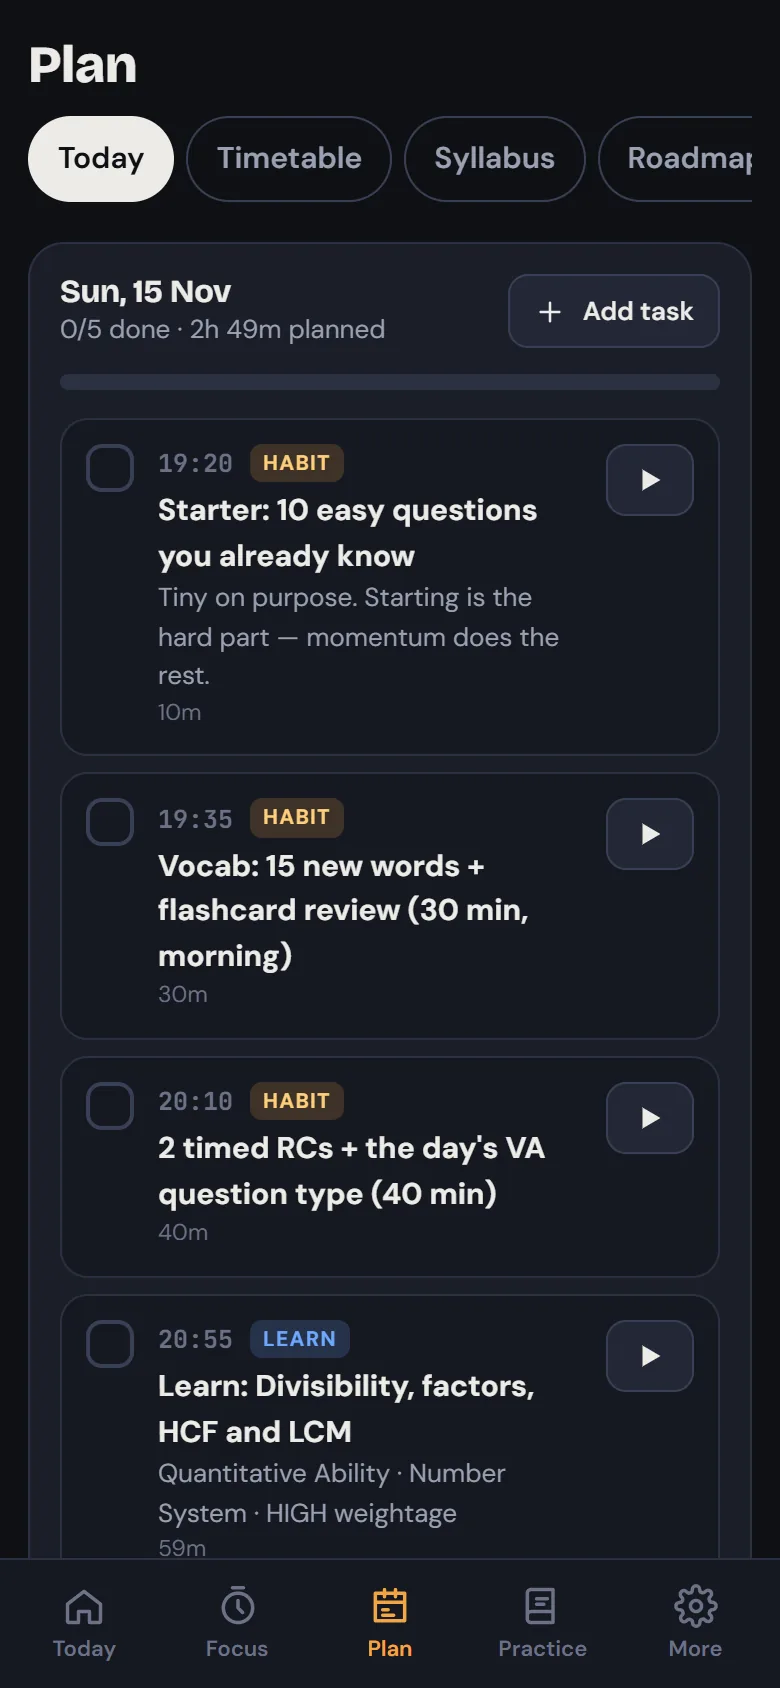 Plan
Today
Timetable
Syllabus
Roadmap
Sun, 15 Nov
0/5 done · 2h 49m planned
+ Add task
19:20 HABIT
Starter: 10 easy questions
you already know
Tiny on purpose. Starting is the
hard part — momentum does the
rest.
10m
19:35 HABIT
Vocab: 15 new words +
flashcard review (30 min,
morning)
30m
20:10 HABIT
2 timed RCs + the day's VA
question type (40 min)
40m
20:55 LEARN
Learn: Divisibility, factors,
HCF and LCM
Quantitative Ability · Number
System · HIGH weightage
59m
Today
Focus
Plan
Practice
More